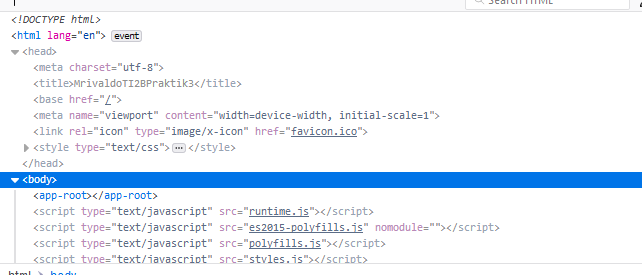 Search HTML
<!DOCTYPE html>
<html lang="en"> event
<head>
<meta charset="utf-8">
<title>MrivaldoTI2BPraktik3</title>
<base href="/">
<meta name="viewport" content="width=device-width, initial-scale=1">
<link rel="icon" type="image/x-icon" href="favicon.ico">
<style type="text/css"> ... </style>
</head>
<body>
<app-root></app-root>
<script type="text/javascript" src="runtime.js"></script>
<script type="text/javascript" src="es2015-polyfills.js" nomodule=""></script>
<script type="text/javascript" src="polyfills.js"></script>
<script type="text/javascript" src="styles.js"></script>
html > body